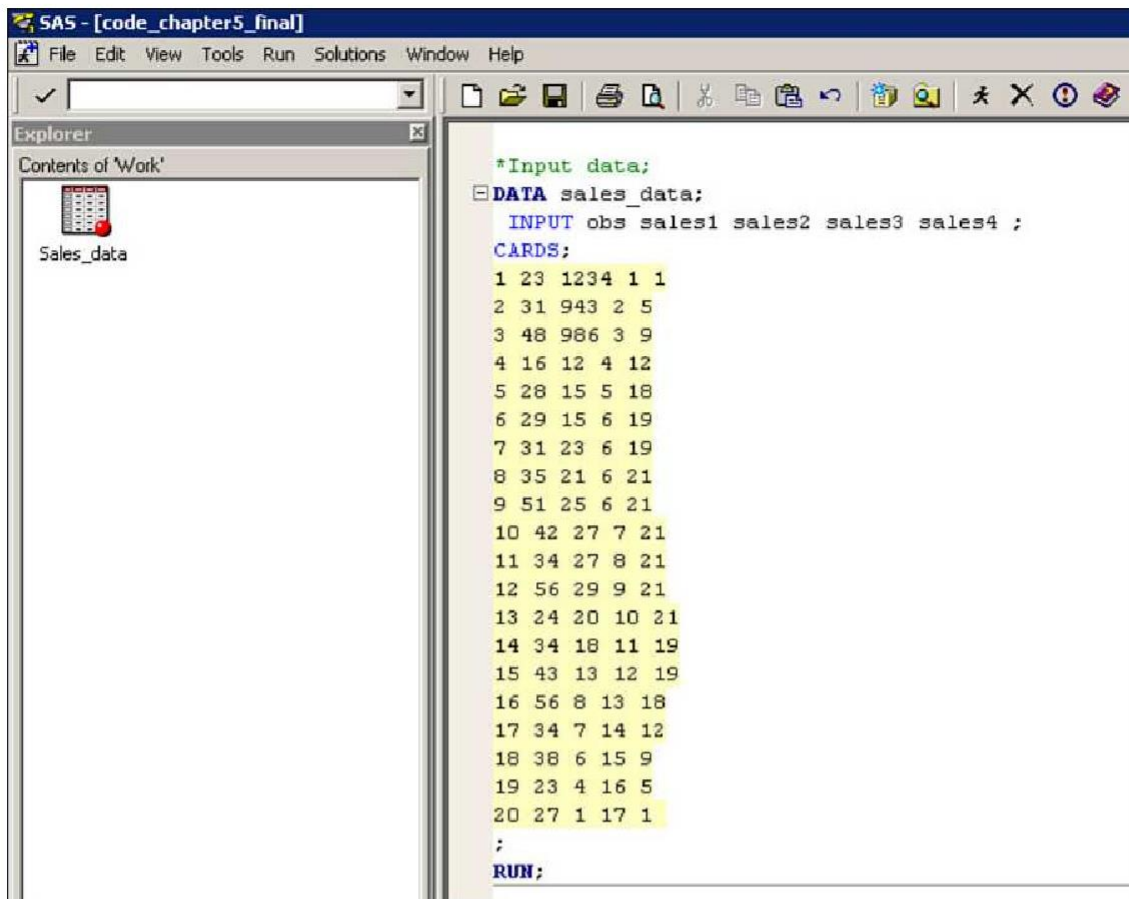 SAS - [code_chapter5_final]
File Edit View Tools Run Solutions Window Help
Explorer
Contents of 'Work'
Sales_data
*Input data;
DATA sales_data;
INPUT obs sales1 sales2 sales3 sales4 ;
CARDS;
1 23 1234 1 1
2 31 943 2 5
3 48 986 3 9
4 16 12 4 12
5 28 15 5 18
6 29 15 6 19
7 31 23 6 19
8 35 21 6 21
9 51 25 6 21
10 42 27 7 21
11 34 27 8 21
12 56 29 9 21
13 24 20 10 21
14 34 18 11 19
15 43 13 12 19
16 56 8 13 18
17 34 7 14 12
18 38 6 15 9
19 23 4 16 5
20 27 1 17 1
;
RUN;